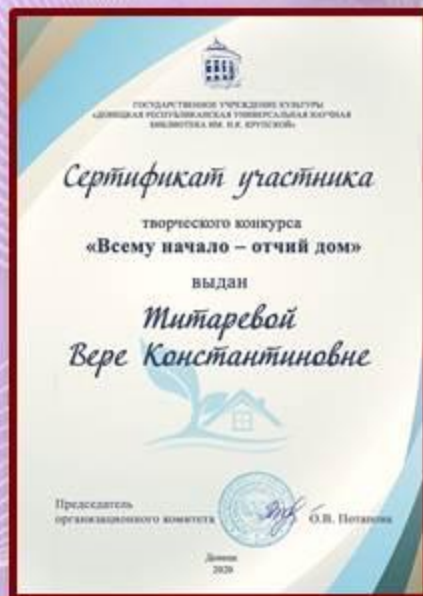 ГОСУДАРСТВЕННОЕ УЧРЕЖДЕНИЕ КУЛЬТУРЫ
«ДОНЕЦКАЯ РЕСПУБЛИКАНСКАЯ УНИВЕРСАЛЬНАЯ НАУЧНАЯ
БИБЛИОТЕКА ИМ. Н.К. КРУПСКОЙ»
Сертификат участника
творческого конкурса
«Всему начало – отчий дом»
выдан
Титаревой
Вере Константиновне
Председатель
организационного комитета О.В. Потапова
Донецк
2020